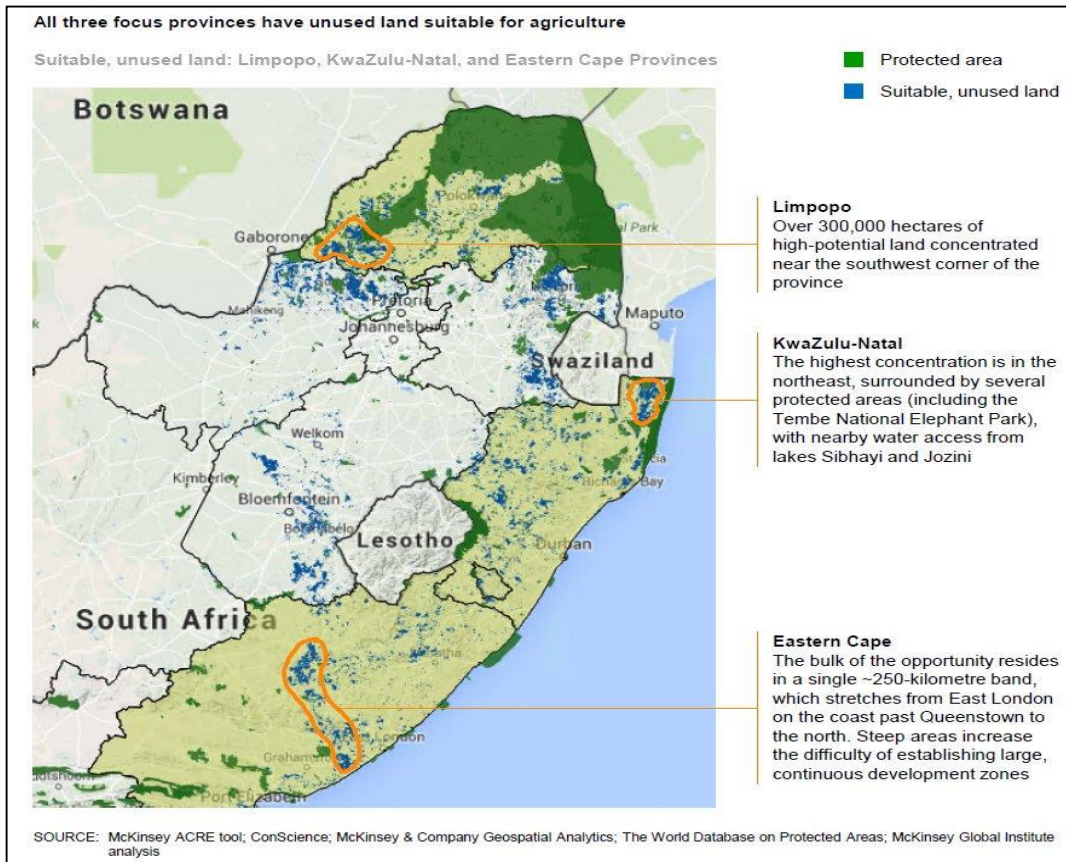 All three focus provinces have unused land suitable for agriculture
Suitable, unused land: Limpopo, KwaZulu-Natal, and Eastern Cape Provinces
Protected area
Suitable, unused land
Botswana
Limpopo
Over 300,000 hectares of
high-potential land concentrated
near the southwest corner of the
province
Gaborone
Pretoria
Johannesburg
Mahikeng
Maputo
Swaziland
KwaZulu-Natal
The highest concentration is in the
northeast, surrounded by several
protected areas (including the
Tembe National Elephant Park),
with nearby water access from
lakes Sibhayi and Jozini
Welkom
Kimberley
Bloemfontein
Lesotho
Durban
South Africa
Eastern Cape
The bulk of the opportunity resides
in a single ~250-kilometre band,
which stretches from East London
on the coast past Queenstown to
the north. Steep areas increase
the difficulty of establishing large,
continuous development zones
London
Port Elizabeth
SOURCE: McKinsey ACRE tool; ConScience; McKinsey & Company Geospatial Analytics; The World Database on Protected Areas; McKinsey Global Institute
analysis